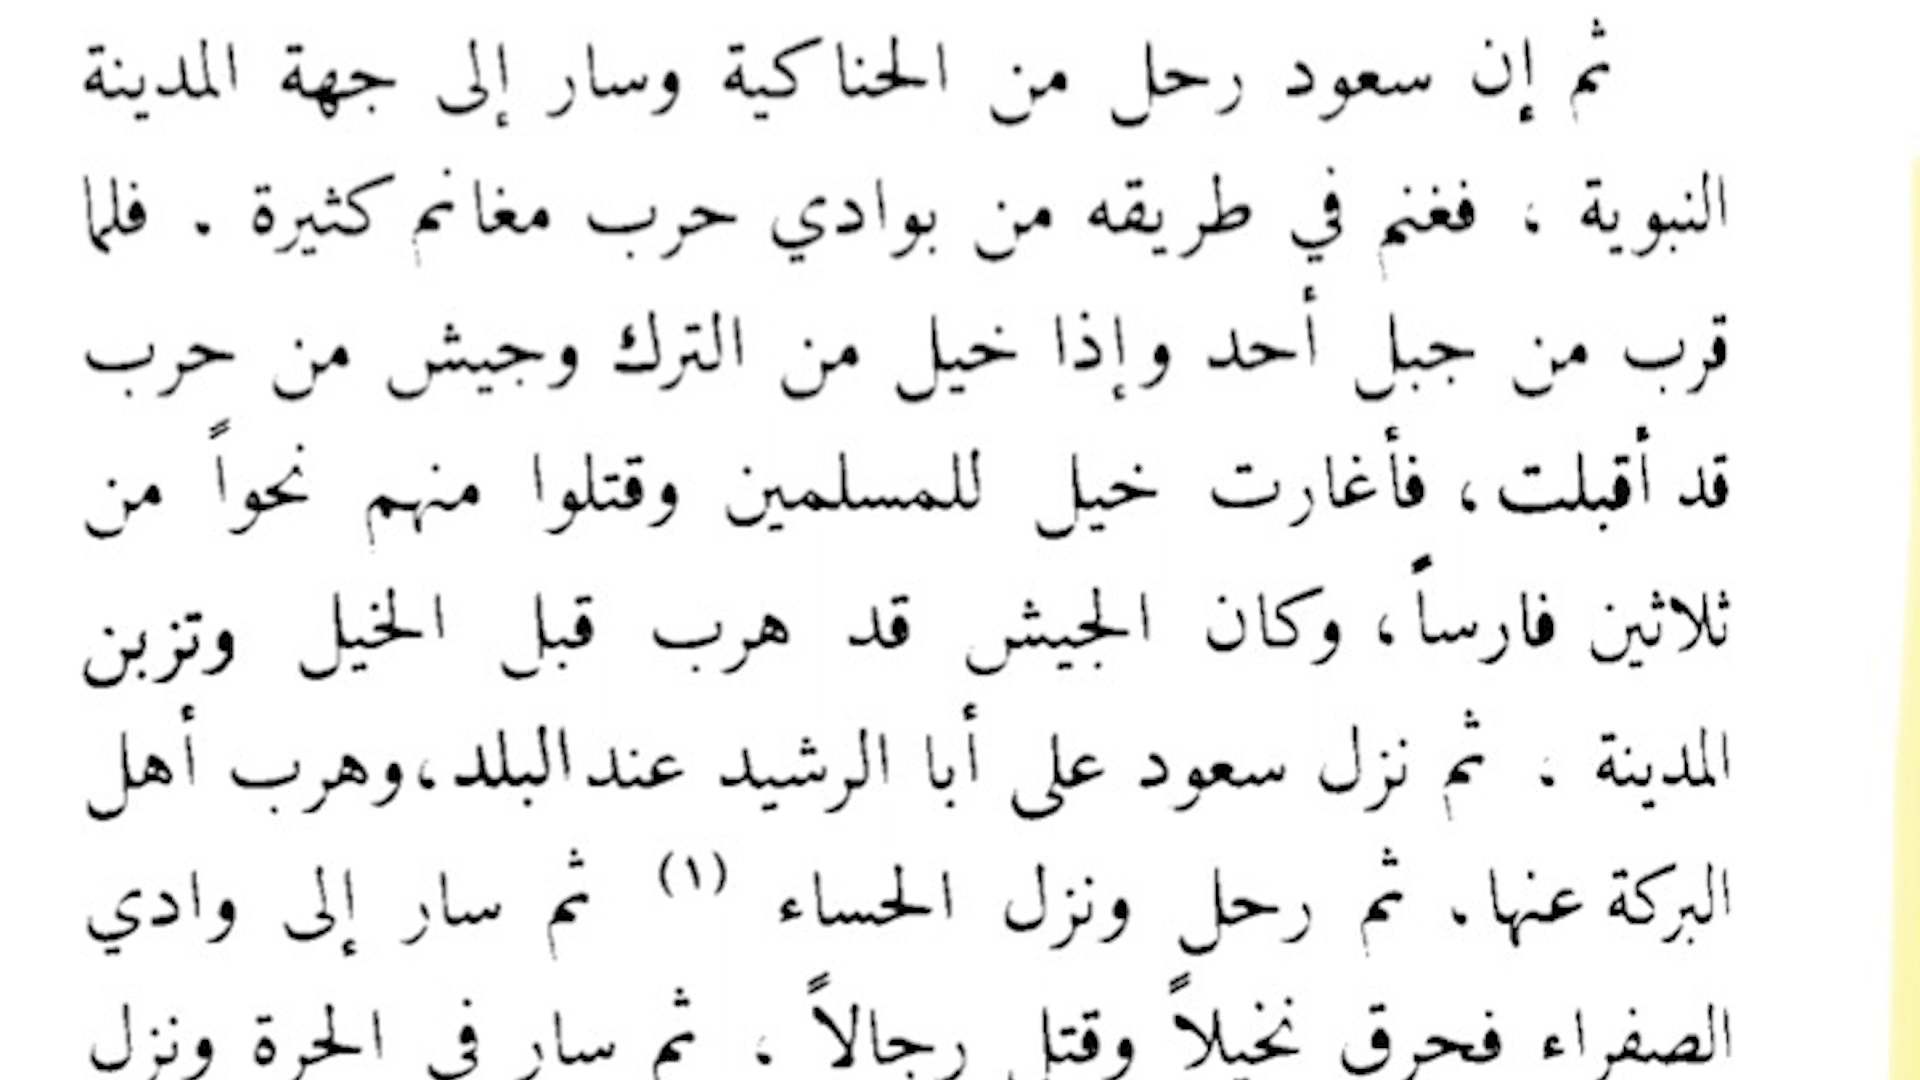 ثم إن سعود رحل من الحناكية وسار إلى جهة المدينة
النبوية ، فغنم في طريقه من بوادي حرب مغانم كثيرة . فلما
قرب من جبل أحد وإذا خيل من الترك وجيش من حرب
قد أقبلت ، فأغارت خيل للمسلمين وقتلوا منهم نحواً من
ثلاثين فارساً ، وكان الجيش قد هرب قبل الخيل وتزبن
المدينة . ثم نزل سعود على أبا الرشيد عند البلد ، وهرب أهل
البركة عنها . ثم رحل ونزل الحساء (١) ثم سار إلى وادي
الصفراء فحرق نخيلاً وقتل رجالاً ، ثم سار في الحرة ونزل